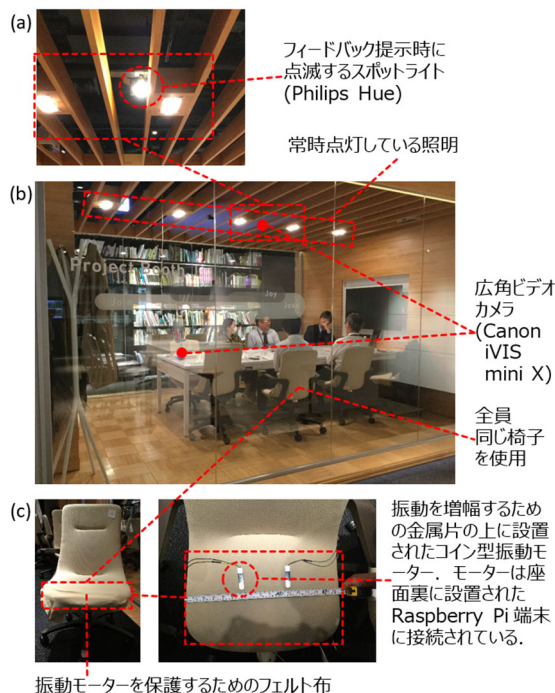 (a)
フィードバック提示時に
点滅するスポットライト
(Philips Hue)
常時点灯している照明
(b)
Project Booth
Joy
広角ビデオ
カメラ
(Canon
iVIS
mini X)
全員
同じ椅子
を使用
(c)
振動を増幅するため
の金属片の上に設置
されたコイン型振動
モーター．モーターは座
面裏に設置された
Raspberry Pi 端末
に接続されている．
振動モーターを保護するためのフェルト布